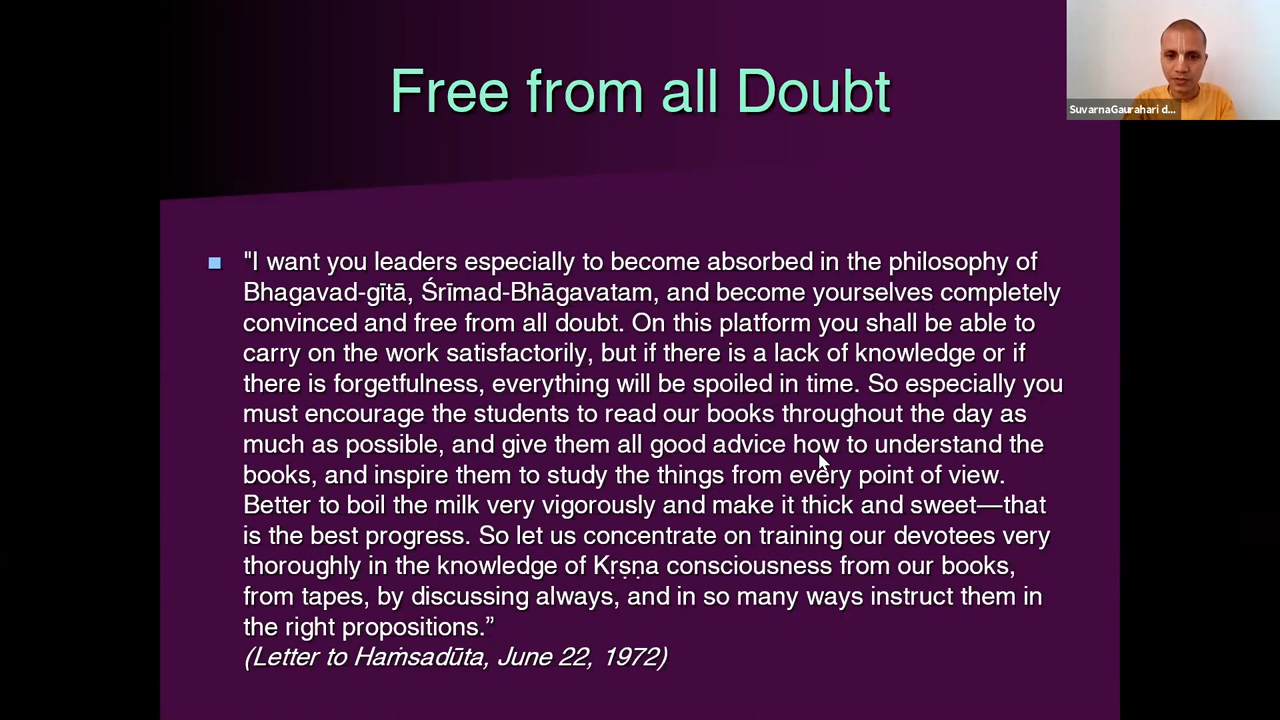 Free from all Doubt
SuvarnaGaurahari d...
"I want you leaders especially to become absorbed in the philosophy of
Bhagavad-gītā, Śrīmad-Bhāgavatam, and become yourselves completely
convinced and free from all doubt. On this platform you shall be able to
carry on the work satisfactorily, but if there is a lack of knowledge or if
there is forgetfulness, everything will be spoiled in time. So especially you
must encourage the students to read our books throughout the day as
much as possible, and give them all good advice how to understand the
books, and inspire them to study the things from every point of view.
Better to boil the milk very vigorously and make it thick and sweet—that
is the best progress. So let us concentrate on training our devotees very
thoroughly in the knowledge of Kṛṣṇa consciousness from our books,
from tapes, by discussing always, and in so many ways instruct them in
the right propositions.”
(Letter to Haṁsadūta, June 22, 1972)